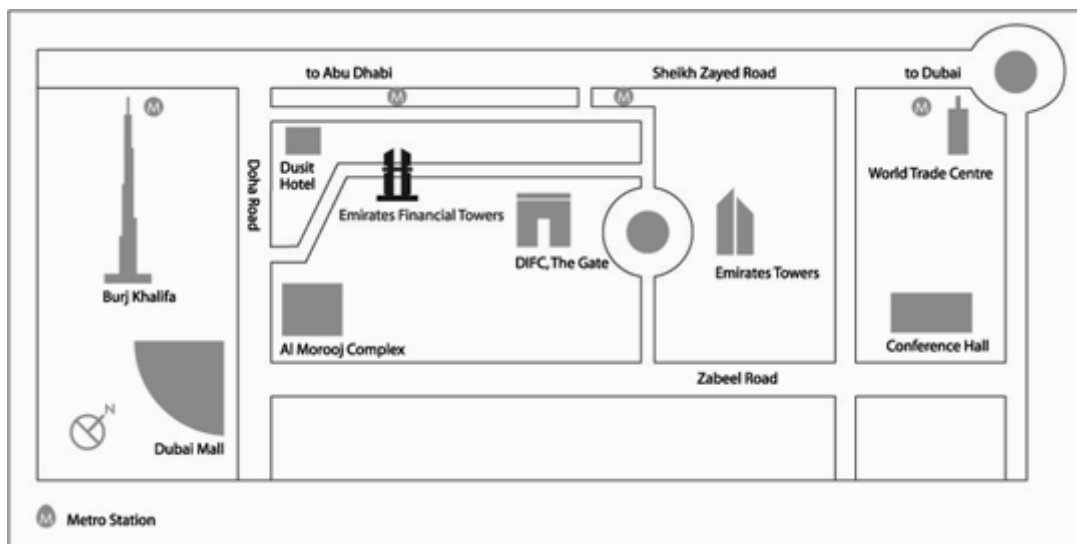 to Abu Dhabi
Sheikh Zayed Road
to Dubai
M
M
M
M
Doha Road
Dusit
Hotel
World Trade Centre
Emirates Financial Towers
DIFC, The Gate
Emirates Towers
Burj Khalifa
Al Morooj Complex
Conference Hall
Zabeel Road
N
Dubai Mall
M
Metro Station